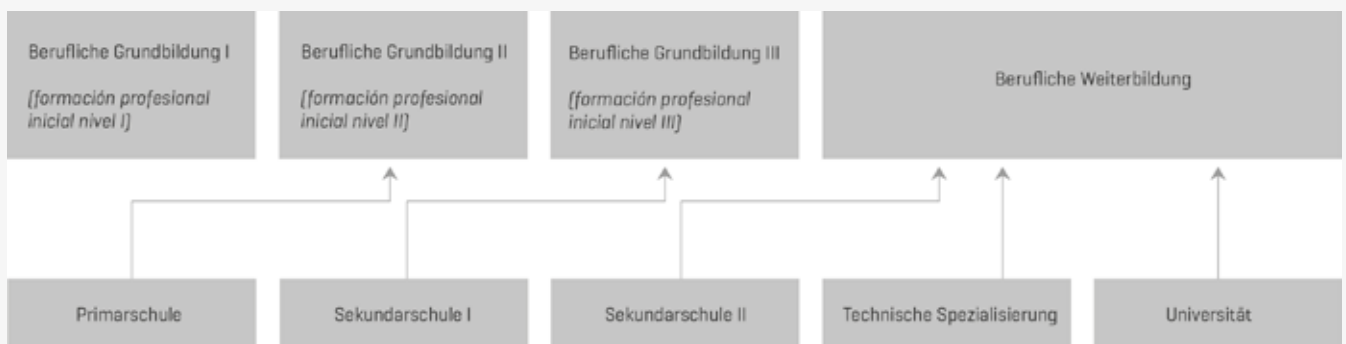 Berufliche Grundbildung I
[formación profesional
inicial nivel I]
Berufliche Grundbildung II
[formación profesional
inicial nivel II]
Berufliche Grundbildung III
[formación profesional
inicial nivel III]
Berufliche Weiterbildung
Primarschule
Sekundarschule I
Sekundarschule II
Technische Spezialisierung
Universität